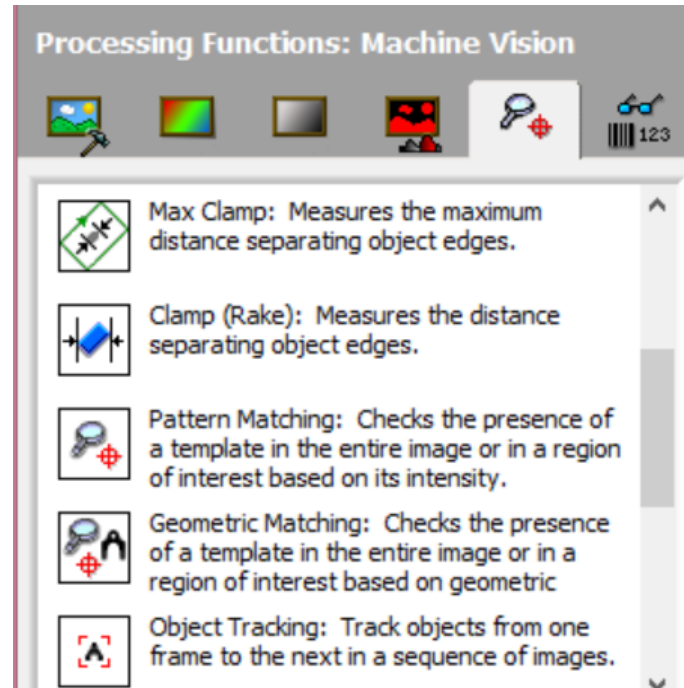 Processing Functions: Machine Vision
123
Max Clamp: Measures the maximum
distance separating object edges.
Clamp (Rake): Measures the distance
separating object edges.
Pattern Matching: Checks the presence of
a template in the entire image or in a region
of interest based on its intensity.
Geometric Matching: Checks the presence
of a template in the entire image or in a
region of interest based on geometric
Object Tracking: Track objects from one
frame to the next in a sequence of images.